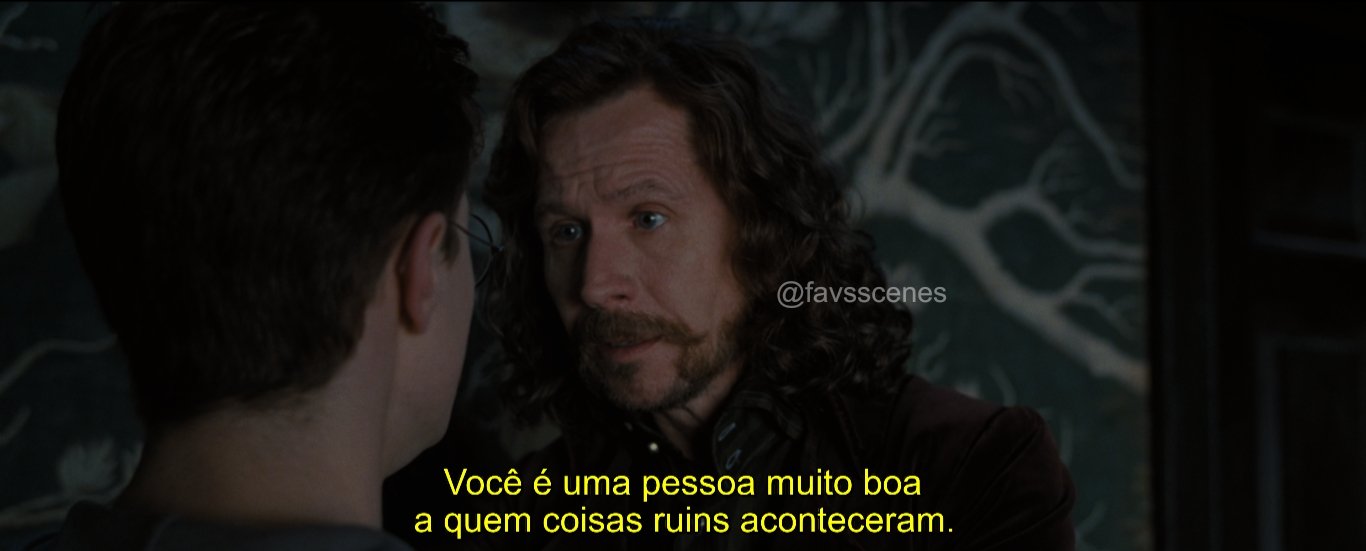 @favsscenes
Você é uma pessoa muito boa
a quem coisas ruins aconteceram.